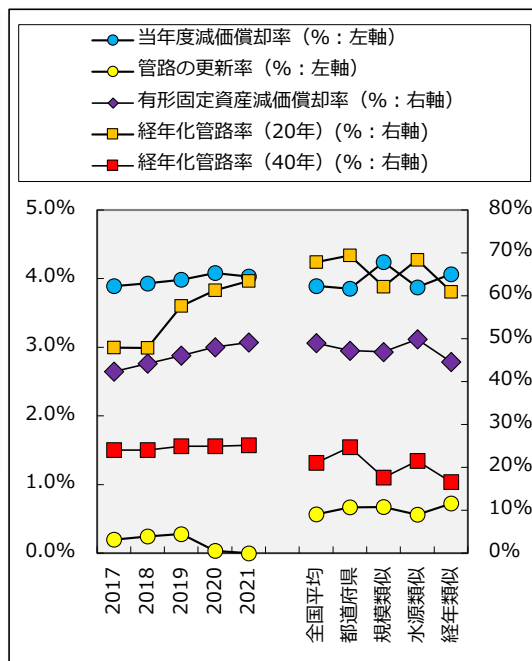 当年度減価償却率（%：左軸）
管路の更新率（%：左軸）
有形固定資産減価償却率（%：右軸）
経年化管路率（20年）(%：右軸)
経年化管路率（40年）(%：右軸)
5.0%
4.0%
3.0%
2.0%
1.0%
0.0%
80%
70%
60%
50%
40%
30%
20%
10%
0%
2017
2018
2019
2020
2021
全国平均
都道府県
規模類似
水源類似
経年類似